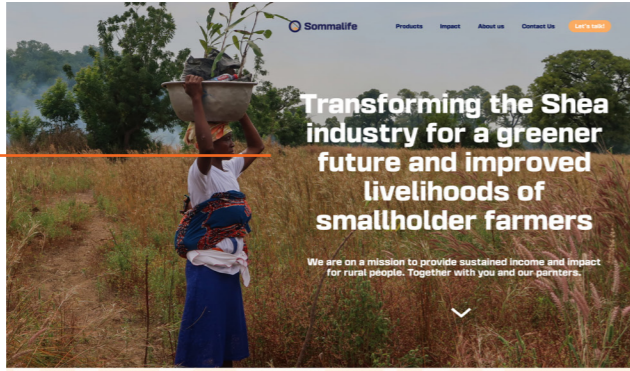 Sommalife
Products Impact About us Contact Us Let's talk!
Transforming the Shea
industry for a greener
future and improved
livelihoods of
smallholder farmers
We are on a mission to provide sustained income and impact
for rural people. Together with you and our parnters.